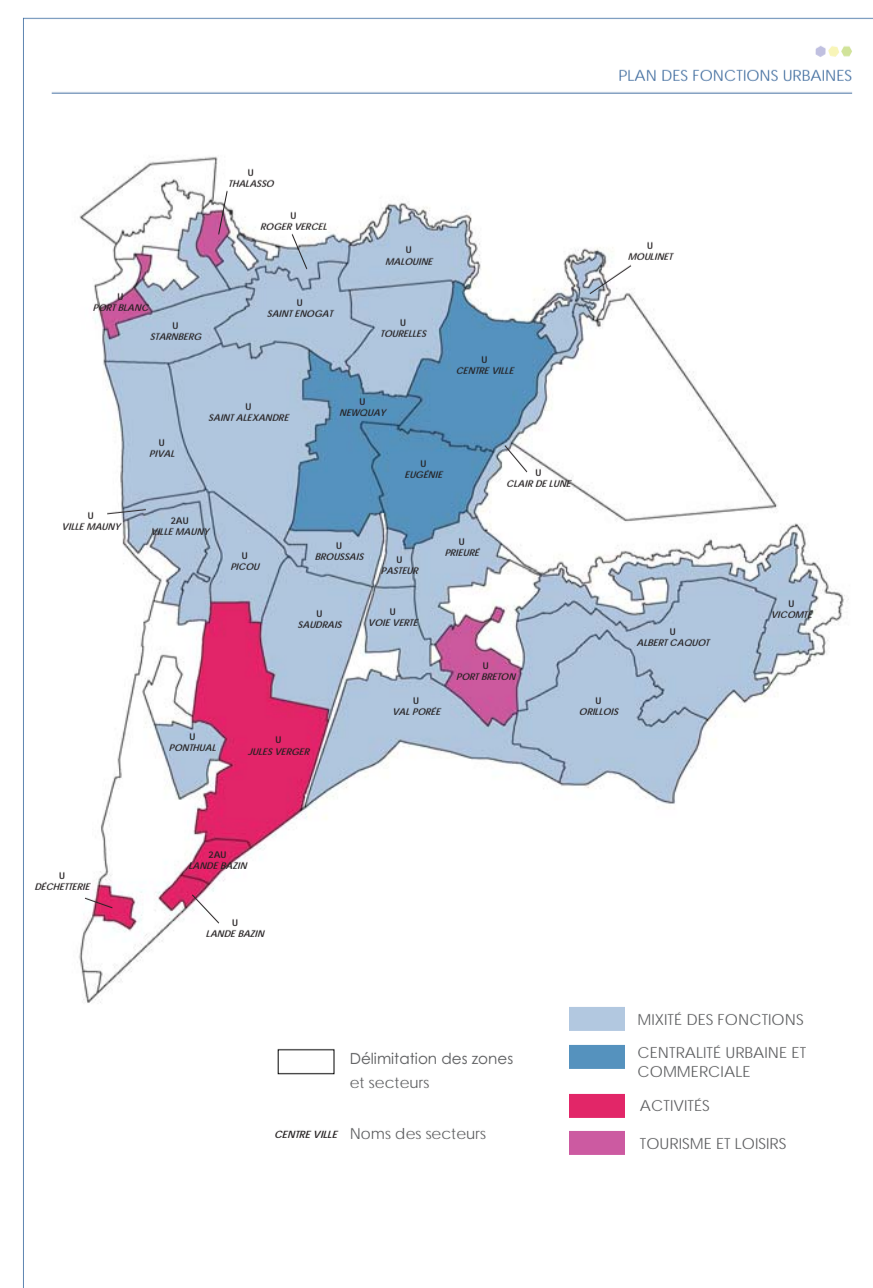 PLAN DES FONCTIONS URBAINES
U
THALASSO
U
ROGER VERCEL
U
MALOUINE
U
MOULINET
U
PORT BLANC
U
SAINT ENOGAT
U
STARNBERG
U
TOURELLES
U
CENTRE VILLE
U
NEWQUAY
U
SAINT ALEXANDRE
U
PIVAL
U
EUGÉNIE
U
CLAIR DE LUNE
U
VILLE MAUNY
2AU
VILLE MAUNY
U
PICOU
U
BROUSSAIS
U
PASTEUR
U
PRIEURÉ
U
SAUDRAIS
U
VOIE VERTE
U
VICOMTÉ
U
ALBERT CAQUOT
U
PORT BRETON
U
VAL PORÉE
U
ORILLOIS
U
PONTHUAL
U
JULES VERGER
2AU
LANDE BAZIN
U
DÉCHETTERIE
U
LANDE BAZIN
Délimitation des zones
et secteurs
CENTRE VILLE Noms des secteurs
MIXITÉ DES FONCTIONS
CENTRALITÉ URBAINE ET
COMMERCIALE
ACTIVITÉS
TOURISME ET LOISIRS